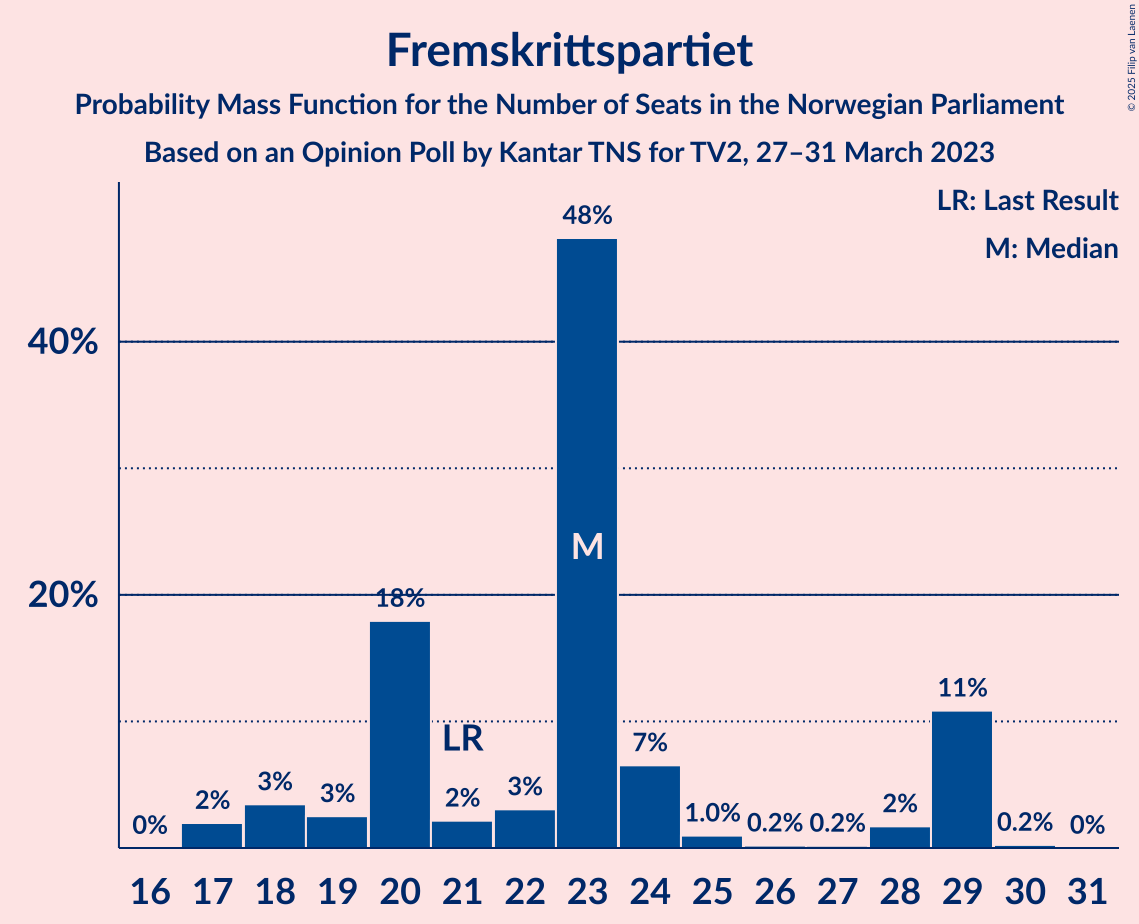 Fremskrittspartiet
Probability Mass Function for the Number of Seats in the Norwegian Parliament
Based on an Opinion Poll by Kantar TNS for TV2, 27–31 March 2023
© 2025 Filip van Laenen
LR: Last Result
M: Median
40%
20%
0%
2%
3%
3%
18%
2%
LR
3%
48%
M
7%
1.0%
0.2%
0.2%
2%
11%
0.2%
0%
16 17 18 19 20 21 22 23 24 25 26 27 28 29 30 31